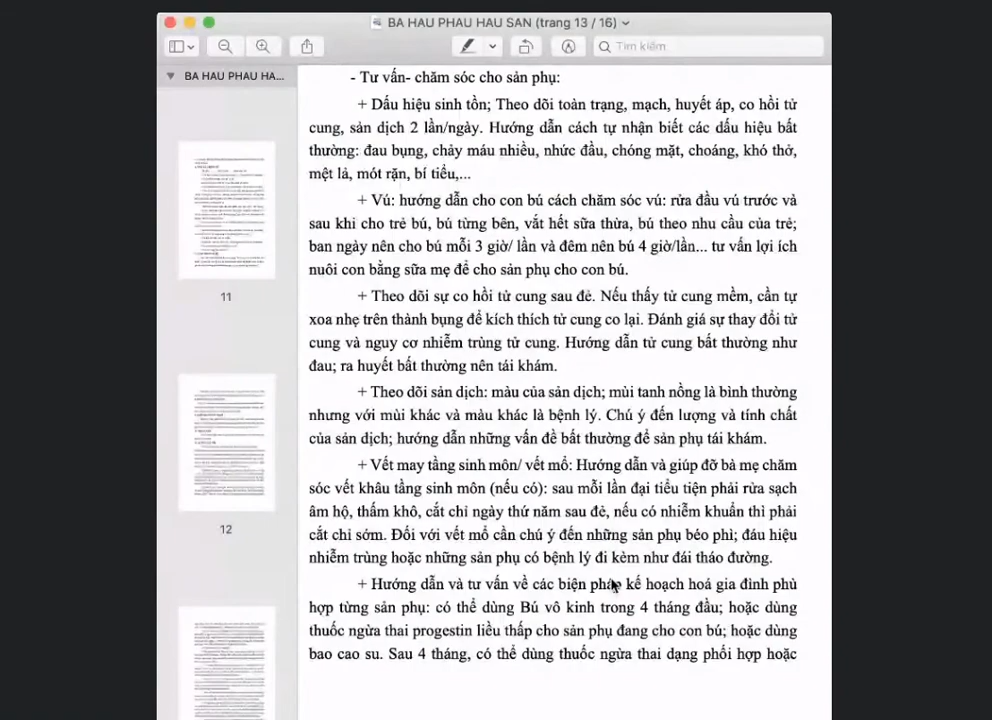 BA HAU PHAU HAU SAN (trang 13 / 16)
Tìm kiếm
BA HAU PHAU HA...
11
12
- Tư vấn- chăm sóc cho sản phụ:
+ Dấu hiệu sinh tồn; Theo dõi toàn trạng, mạch, huyết áp, co hồi tử
cung, sản dịch 2 lần/ngày. Hướng dẫn cách tự nhận biết các dấu hiệu bất
thường: đau bụng, chảy máu nhiều, nhức đầu, chóng mặt, choáng, khó thở,
mệt lả, mót rặn, bí tiểu,...
+ Vú: hướng dẫn cho con bú cách chăm sóc vú: rửa đầu vú trước và
sau khi cho trẻ bú, bú từng bên, vắt hết sữa thừa, bú theo nhu cầu của trẻ;
ban ngày nên cho bú mỗi 3 giờ/ lần và đêm nên bú 4 giờ/lần... tư vấn lợi ích
nuôi con bằng sữa mẹ để cho sản phụ cho con bú.
+ Theo dõi sự co hồi tử cung sau đẻ. Nếu thấy tử cung mềm, cần tự
xoa nhẹ trên thành bụng để kích thích tử cung co lại. Đánh giá sự thay đổi tử
cung và nguy cơ nhiễm trùng tử cung. Hướng dẫn tử cung bất thường như
đau; ra huyết bất thường nên tái khám.
+ Theo dõi sản dịch: màu của sản dịch; mùi tanh nồng là bình thường
nhưng với mùi khác và màu khác là bệnh lý. Chú ý đến lượng và tính chất
của sản dịch; hướng dẫn những vấn đề bất thường để sản phụ tái khám.
+ Vết may tầng sinh môn/ vết mổ: Hướng dẫn và giúp đỡ bà mẹ chăm
sóc vết khâu tầng sinh môn (nếu có): sau mỗi lần đại tiểu tiện phải rửa sạch
âm hộ, thấm khô, cắt chỉ ngày thứ năm sau đẻ, nếu có nhiễm khuẩn thì phải
cắt chỉ sớm. Đối với vết mổ cần chú ý đến những sản phụ béo phì; đáu hiệu
nhiễm trùng hoặc những sản phụ có bệnh lý đi kèm như đái tháo đường.
+ Hướng dẫn và tư vấn về các biện pháp kế hoạch hoá gia đình phù
hợp từng sản phụ: có thể dùng Bú vô kinh trong 4 tháng đầu; hoặc dùng
thuốc ngừa thai progestin liều thấp cho sản phụ đang cho con bú; hoặc dùng
bao cao su. Sau 4 tháng, có thể dùng thuốc ngừa thai dạng phối hợp hoặc